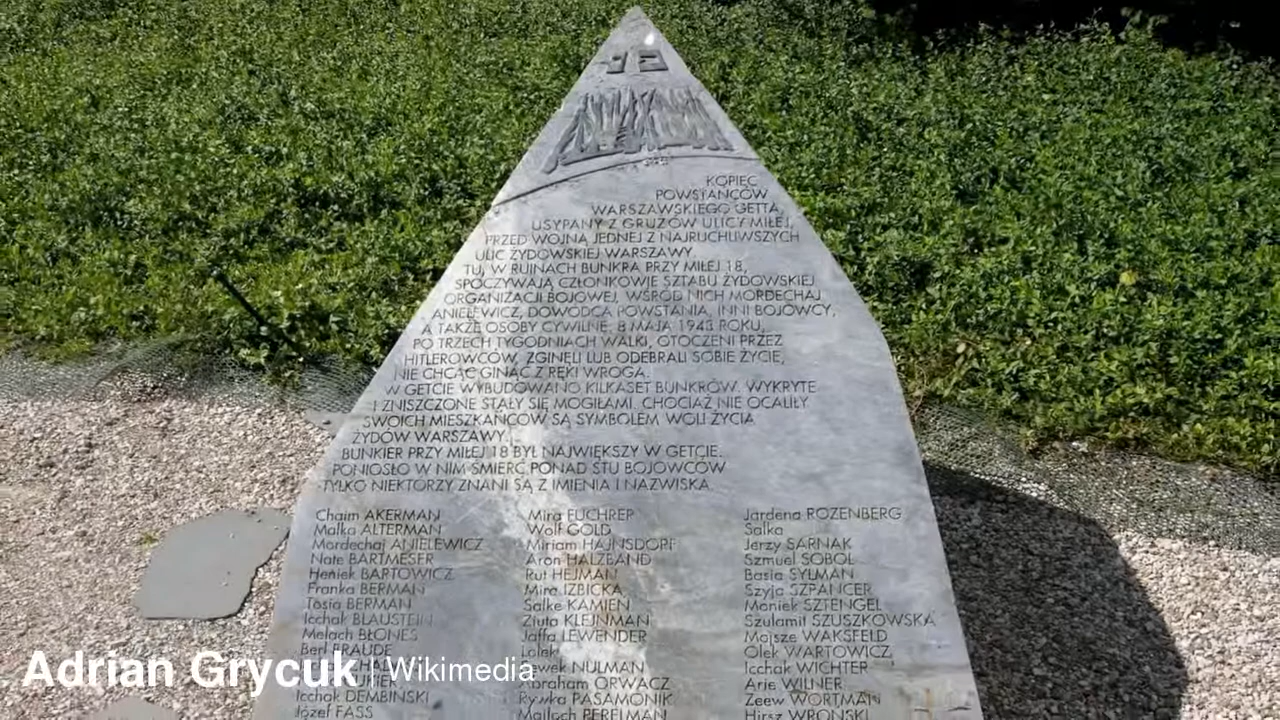 KOPIEC
POWSTAŃCÓW
WARSZAWSKIEGO GETTA,
USYPANY Z GRUZÓW ULICY MIŁEJ,
PRZED WOJNĄ JEDNEJ Z NAJRUCHLIWSZYCH
ULIC ŻYDOWSKIEJ WARSZAWY.
TU, W RUINACH BUNKRA PRZY MIŁEJ 18,
SPOCZYWAJĄ CZŁONKOWIE SZTABU ŻYDOWSKIEJ
ORGANIZACJI BOJOWEJ, WŚRÓD NICH MORDECHAJ
ANIELEWICZ, DOWÓDCA POWSTANIA, INNI BOJOWCY,
A TAKŻE OSOBY CYWILNE. 8 MAJA 1943 ROKU,
PO TRZECH TYGODNIACH WALKI, OTOCZENI PRZEZ
HITLEROWCÓW, ZGINĘLI LUB ODEBRALI SOBIE ŻYCIE,
NIE CHCĄC GINĄĆ Z RĘKI WROGA.
W GETCIE WYBUDOWANO KILKASET BUNKRÓW. WYKRYTE
I ZNISZCZONE STAŁY SIĘ MOGIŁAMI. CHOCIAŻ NIE OCALIŁY
SWOICH MIESZKAŃCÓW SĄ SYMBOLEM WOLI ŻYCIA
ŻYDÓW WARSZAWY.
BUNKIER PRZY MIŁEJ 18 BYŁ NAJWIĘKSZY W GETCIE.
PONIOSŁO W NIM ŚMIERĆ PONAD STU BOJOWCÓW.
TYLKO NIEKTÓRZY ZNANI SĄ Z IMIENIA I NAZWISKA.
Chaim AKERMAN
Malka ALTERMAN
Mordechaj ANIELEWICZ
Nate BARTMESER
Heniek BARTOWICZ
Franka BERMAN
Tosia BERMAN
Icchak BLAUSTEIN
Melach BŁONES
Berl BRAUDE
Icchak DEMBIŃSKI
Józef FASS
Mira FUCHRER
Wolf GOLD
Miriam HAJNSDORF
Aron HALZBAND
Rut HEJMAN
Mira IZBICKA
Salke KAMIEŃ
Ziuta KLEJNMAN
Jaffa LEWENDER
Lolek
NULMAN
Abraham ORWACZ
Rywka PASAMONIK
Majloch PERELMAN
Jardena ROZENBERG
Salka
Jerzy SARNAK
Szmuel SOBOL
Basia SYLMAN
Szyja SZPANCER
Moniek SZTENGEL
Szulamit SZUSZKOWSKA
Mojsze WAKSFELD
Olek WARTOWICZ
Icchak WICHTER
Arie WILNER
Zeew WORTMAN
Hirsz WROŃSKI
Adrian Grycuk | Wikimedia